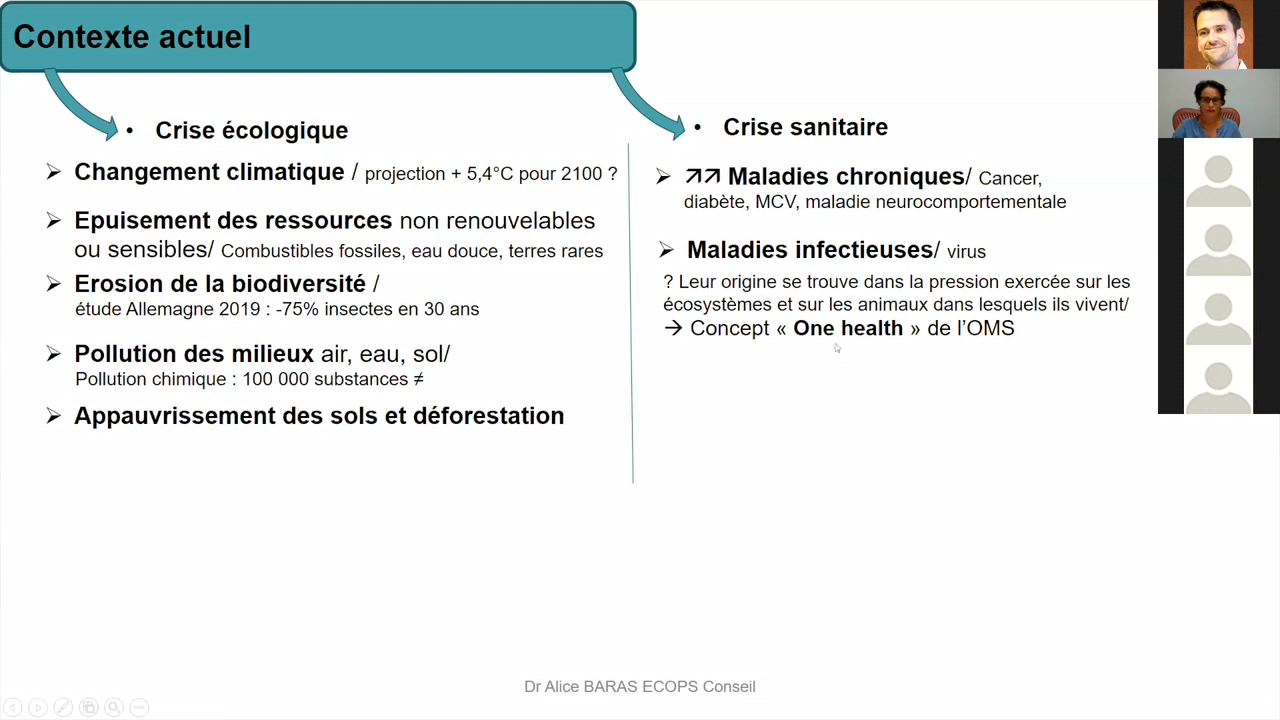 Contexte actuel
• Crise écologique
➢ Changement climatique / projection + 5,4°C pour 2100 ?
➢ Epuisement des ressources non renouvelables
ou sensibles/ Combustibles fossiles, eau douce, terres rares
➢ Erosion de la biodiversité /
étude Allemagne 2019 : -75% insectes en 30 ans
➢ Pollution des milieux air, eau, sol/
Pollution chimique : 100 000 substances ≠
➢ Appauvrissement des sols et déforestation
• Crise sanitaire
➢ ↗↗ Maladies chroniques/ Cancer,
diabète, MCV, maladie neurocomportementale
➢ Maladies infectieuses/ virus
? Leur origine se trouve dans la pression exercée sur les
écosystèmes et sur les animaux dans lesquels ils vivent/
→ Concept « One health » de l’OMS
Dr Alice BARAS ECOPS Conseil